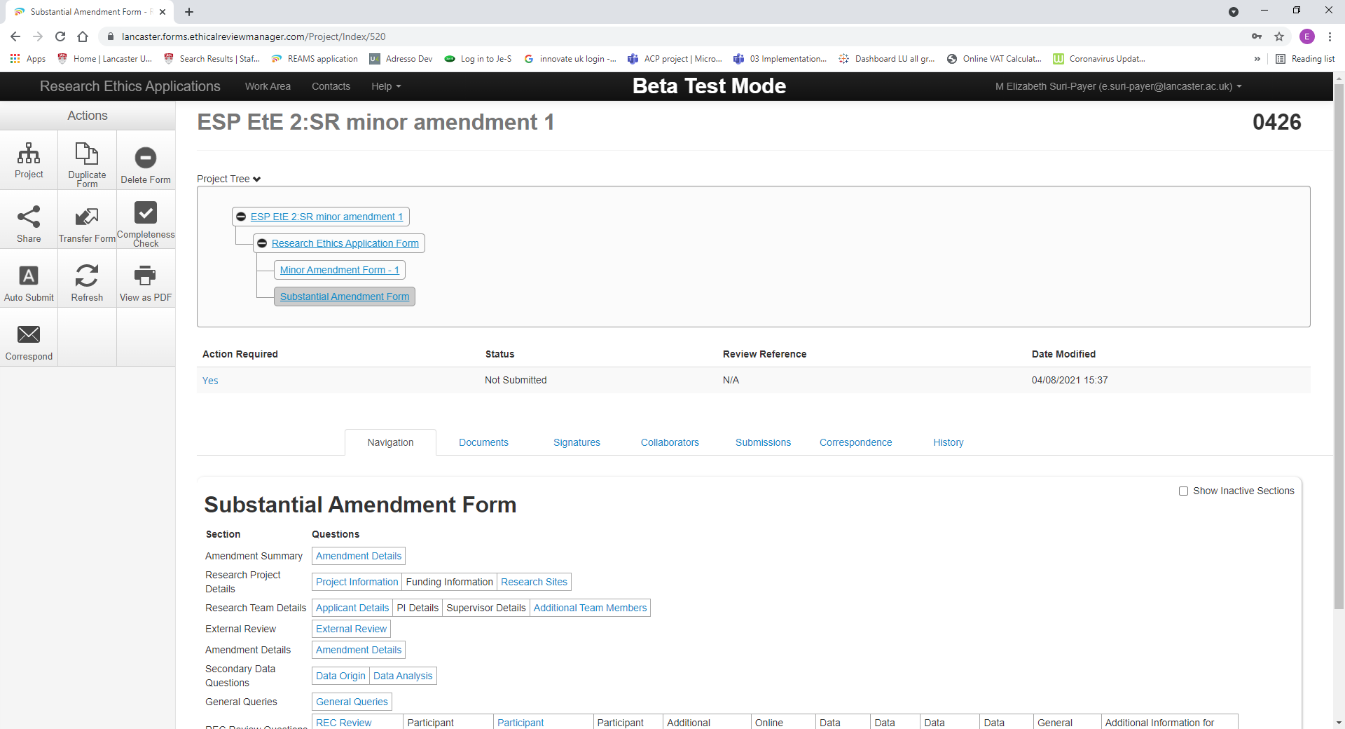 Substantial Amendment Form - F
lancaster.forms.ethicalreviewmanager.com/Project/Index/520
E
Apps Home | Lancaster U... Search Results | Staf... REAMS application Adresso Dev Log in to Je-S innovate uk login -... ACP project | Micro... 03 Implementation... Dashboard LU all gr... Online VAT Calculat... Coronavirus Updat... » Reading list
Research Ethics Applications Work Area Contacts Help Beta Test Mode M Elizabeth Suri-Payer (e.suri-payer@lancaster.ac.uk)
Actions
ESP EtE 2:SR minor amendment 1 0426
Project
Duplicate Form
Delete Form
Share
Transfer Form
Completeness Check
Auto Submit
Refresh
View as PDF
Correspond
Project Tree
ESP EtE 2:SR minor amendment 1
Research Ethics Application Form
Minor Amendment Form - 1
Substantial Amendment Form
Action Required Status Review Reference Date Modified
Yes Not Submitted N/A 04/08/2021 15:37
Navigation Documents Signatures Collaborators Submissions Correspondence History
Show Inactive Sections
Substantial Amendment Form
Section Questions
Amendment Summary Amendment Details
Research Project Details Project Information Funding Information Research Sites
Research Team Details Applicant Details PI Details Supervisor Details Additional Team Members
External Review External Review
Amendment Details Amendment Details
Secondary Data Questions Data Origin Data Analysis
General Queries General Queries
REC Review Questions REC Review Participant Participant Participant Additional Online Data Data Data Data General Additional Information for